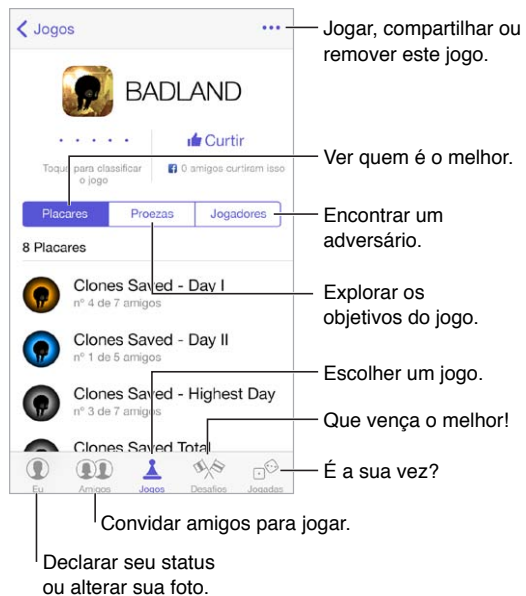 Jogos
Jogar, compartilhar ou
remover este jogo.
BADLAND
Curtir
Toque para classificar
o jogo
0 amigos curtiram isso
Ver quem é o melhor.
Placares Proezas Jogadores
Encontrar um
adversário.
8 Placares
Clones Saved - Day I
nº 4 de 7 amigos
Explorar os
objetivos do jogo.
Clones Saved - Day II
nº 1 de 5 amigos
Clones Saved - Highest Day
nº 3 de 7 amigos
Escolher um jogo.
Clones Saved Total
Que vença o melhor!
É a sua vez?
Eu Amigos Jogos Desafios Jogadas
Convidar amigos para jogar.
Declarar seu status
ou alterar sua foto.